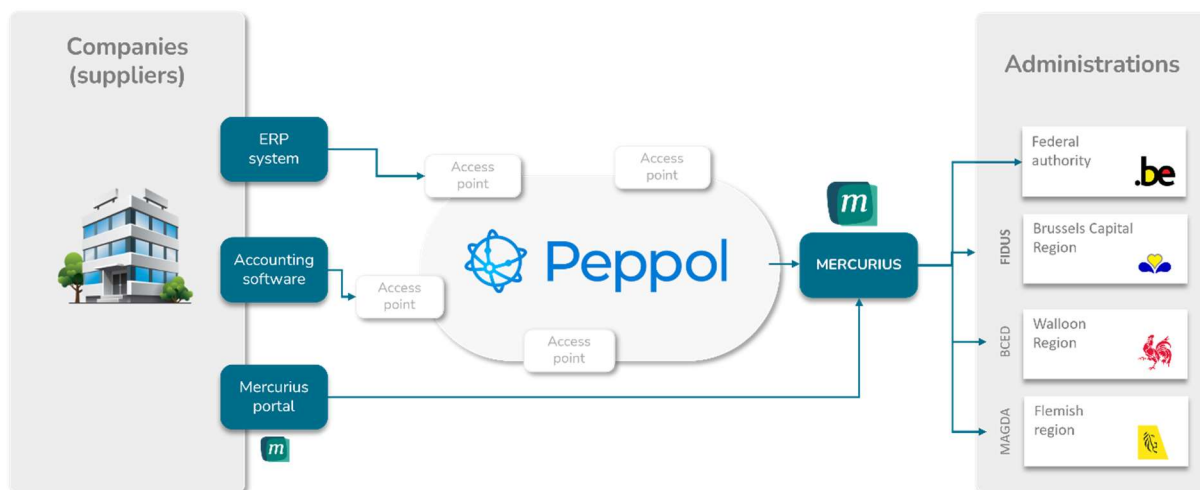 Companies
(suppliers)
ERP
system
Accounting
software
Mercurius
portal
m
Access
point
Access
point
Access
point
Access
point
Peppol
m
MERCURIUS
Administrations
Federal
authority
.be
FIDUS
Brussels Capital
Region
BCED
Walloon
Region
MAGDA
Flemish
region